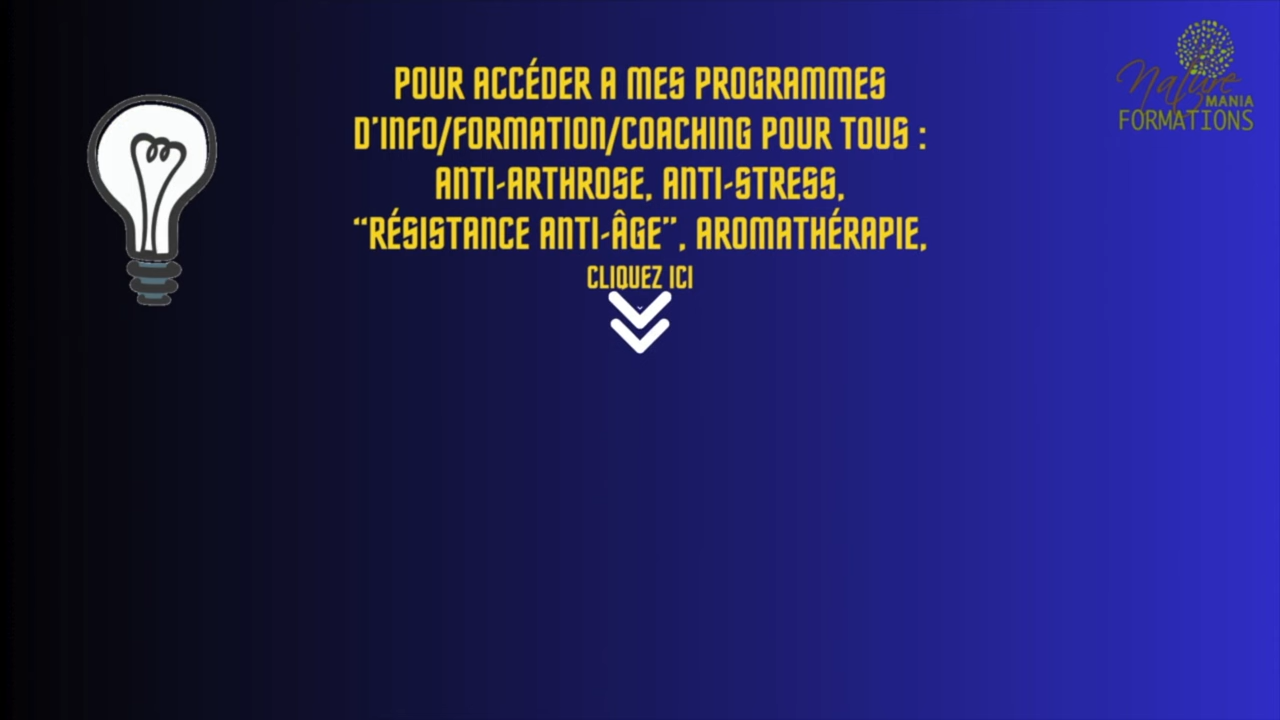 POUR ACCÉDER A MES PROGRAMMES
D'INFO/FORMATION/COACHING POUR TOUS :
ANTI-ARTHROSE, ANTI-STRESS,
“RÉSISTANCE ANTI-ÂGE”, AROMATHÉRAPIE,
CLIQUEZ ICI
Nature
MANIA
FORMATIONS